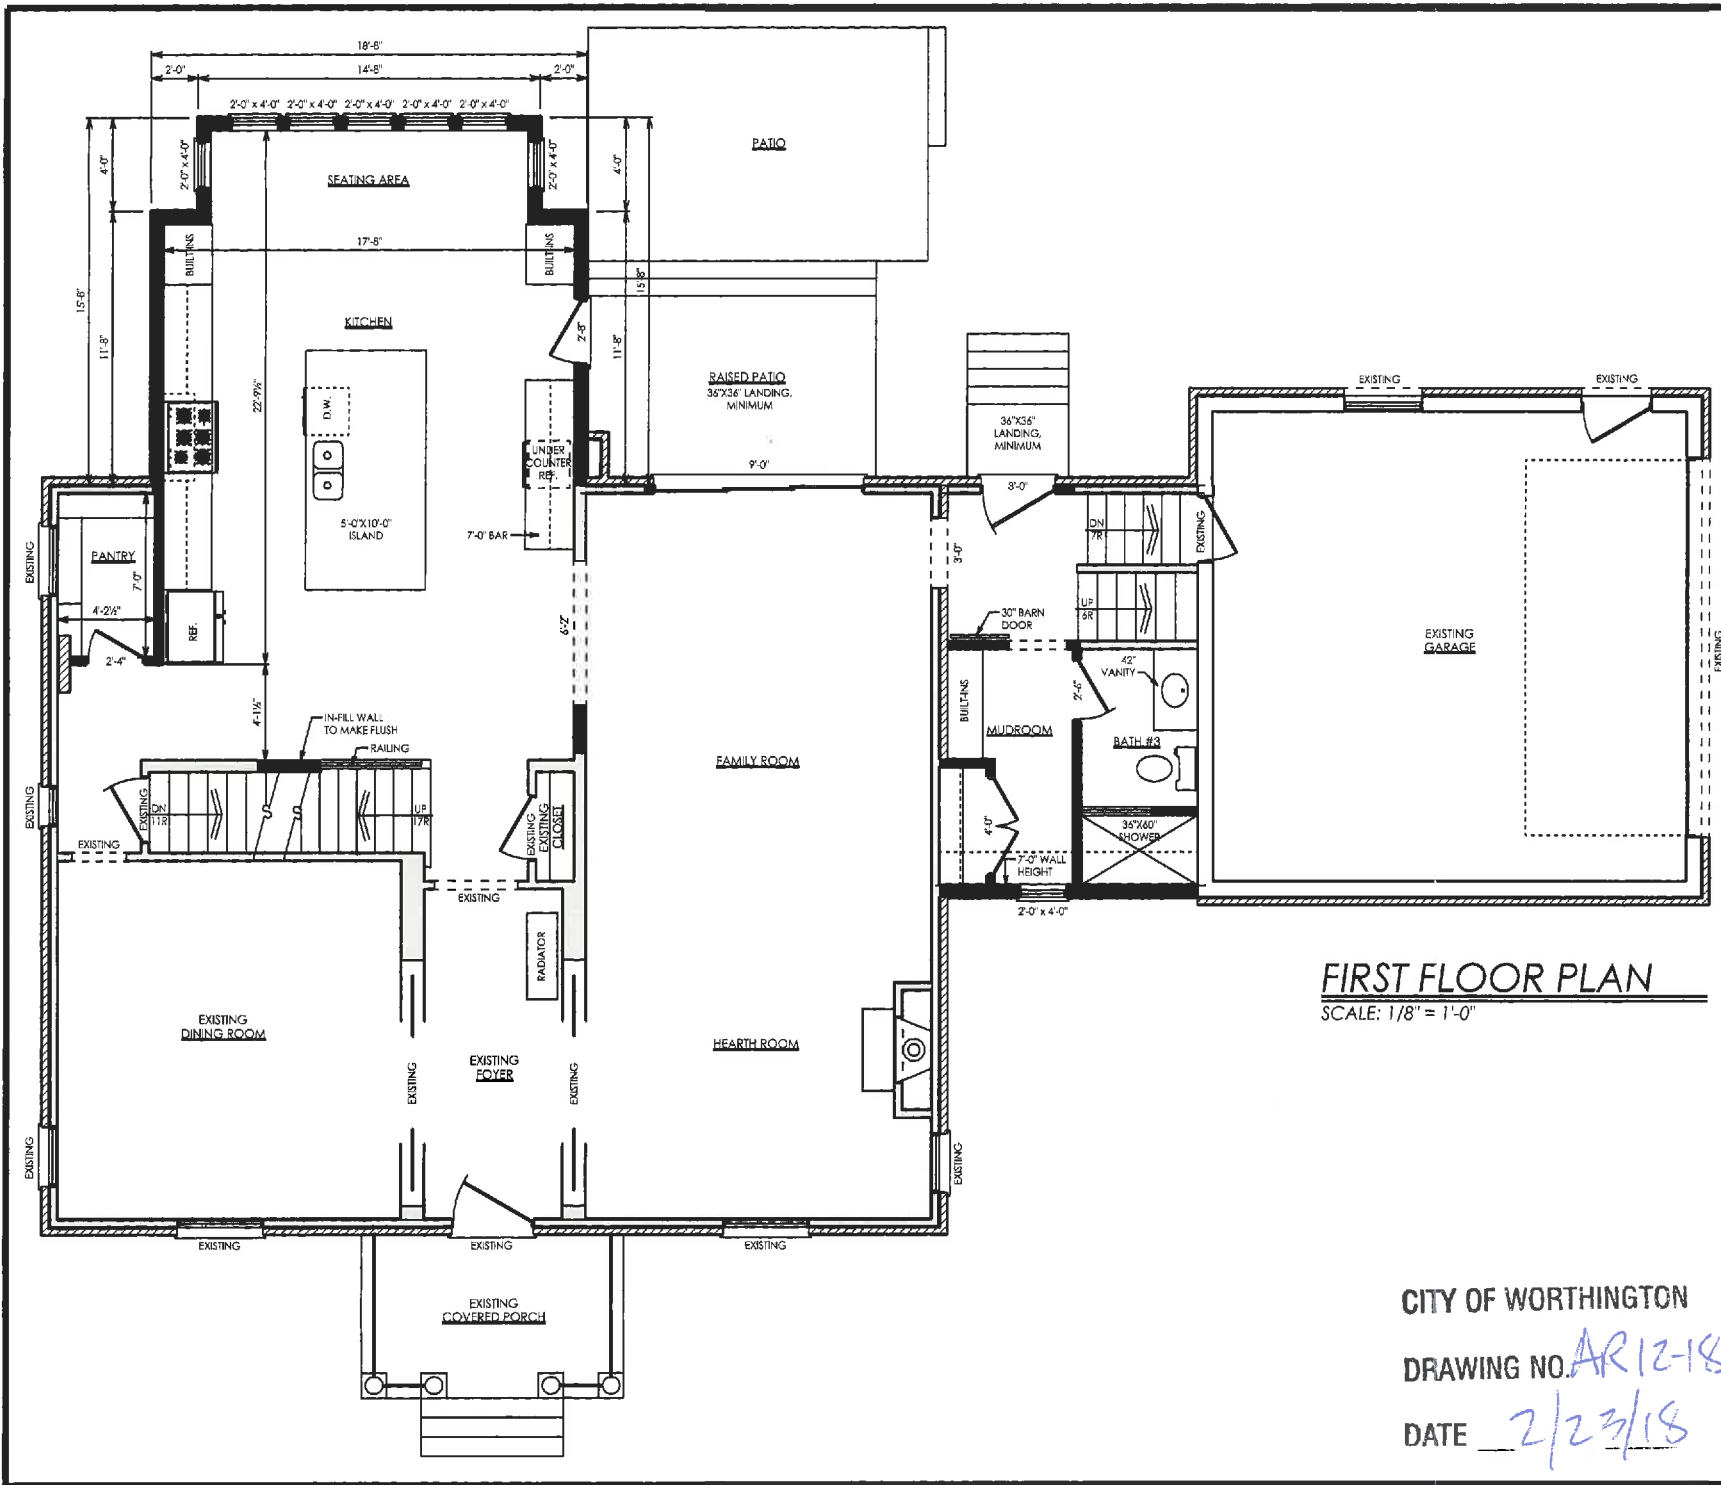 18'-8"
2'-0" 14'-8" 2'-0"
2'-0" x 4'-0" 2'-0" x 4'-0" 2'-0" x 4'-0" 2'-0" x 4'-0" 2'-0" x 4'-0"
4'-0"
2'-0" x 4'-0"
2'-0" x 4'-0"
4'-0"
PATIO
SEATING AREA
BUILT-INS
17'-8"
BUILT-INS
15'-8"
11'-8"
22'-9½"
KITCHEN
2'-8"
11'-8"
15'-8"
RAISED PATIO
36"X36" LANDING,
MINIMUM
D.W.
36"X36"
LANDING,
MINIMUM
EXISTING
EXISTING
UNDER
COUNTER
REF.
9'-0"
3'-0"
5'-0"X10'-0"
ISLAND
7'-0" BAR
EXISTING
PANTRY
7'-0"
4'-2½"
REF.
2'-4"
6'-2"
3'-0"
DN
7R
EXISTING
UP
6R
30" BARN
DOOR
EXISTING
GARAGE
EXISTING
4'-1½"
IN-FILL WALL
TO MAKE FLUSH
RAILING
BUILT-INS
MUDROOM
2'-6"
42"
VANITY
BATH #3
FAMILY ROOM
EXISTING
EXISTING
DN
11R
UP
17R
EXISTING
EXISTING
EXISTING
CLOSET
EXISTING
4'-0"
36"X60"
SHOWER
7'-0" WALL
HEIGHT
2'-0" x 4'-0"
RADIATOR
EXISTING
DINING ROOM
EXISTING
EXISTING
FOYER
EXISTING
HEARTH ROOM
FIRST FLOOR PLAN
SCALE: 1/8" = 1'-0"
EXISTING
EXISTING
EXISTING
EXISTING
EXISTING
EXISTING
COVERED PORCH
CITY OF WORTHINGTON
DRAWING NO. AR 12-18
DATE 2/23/18